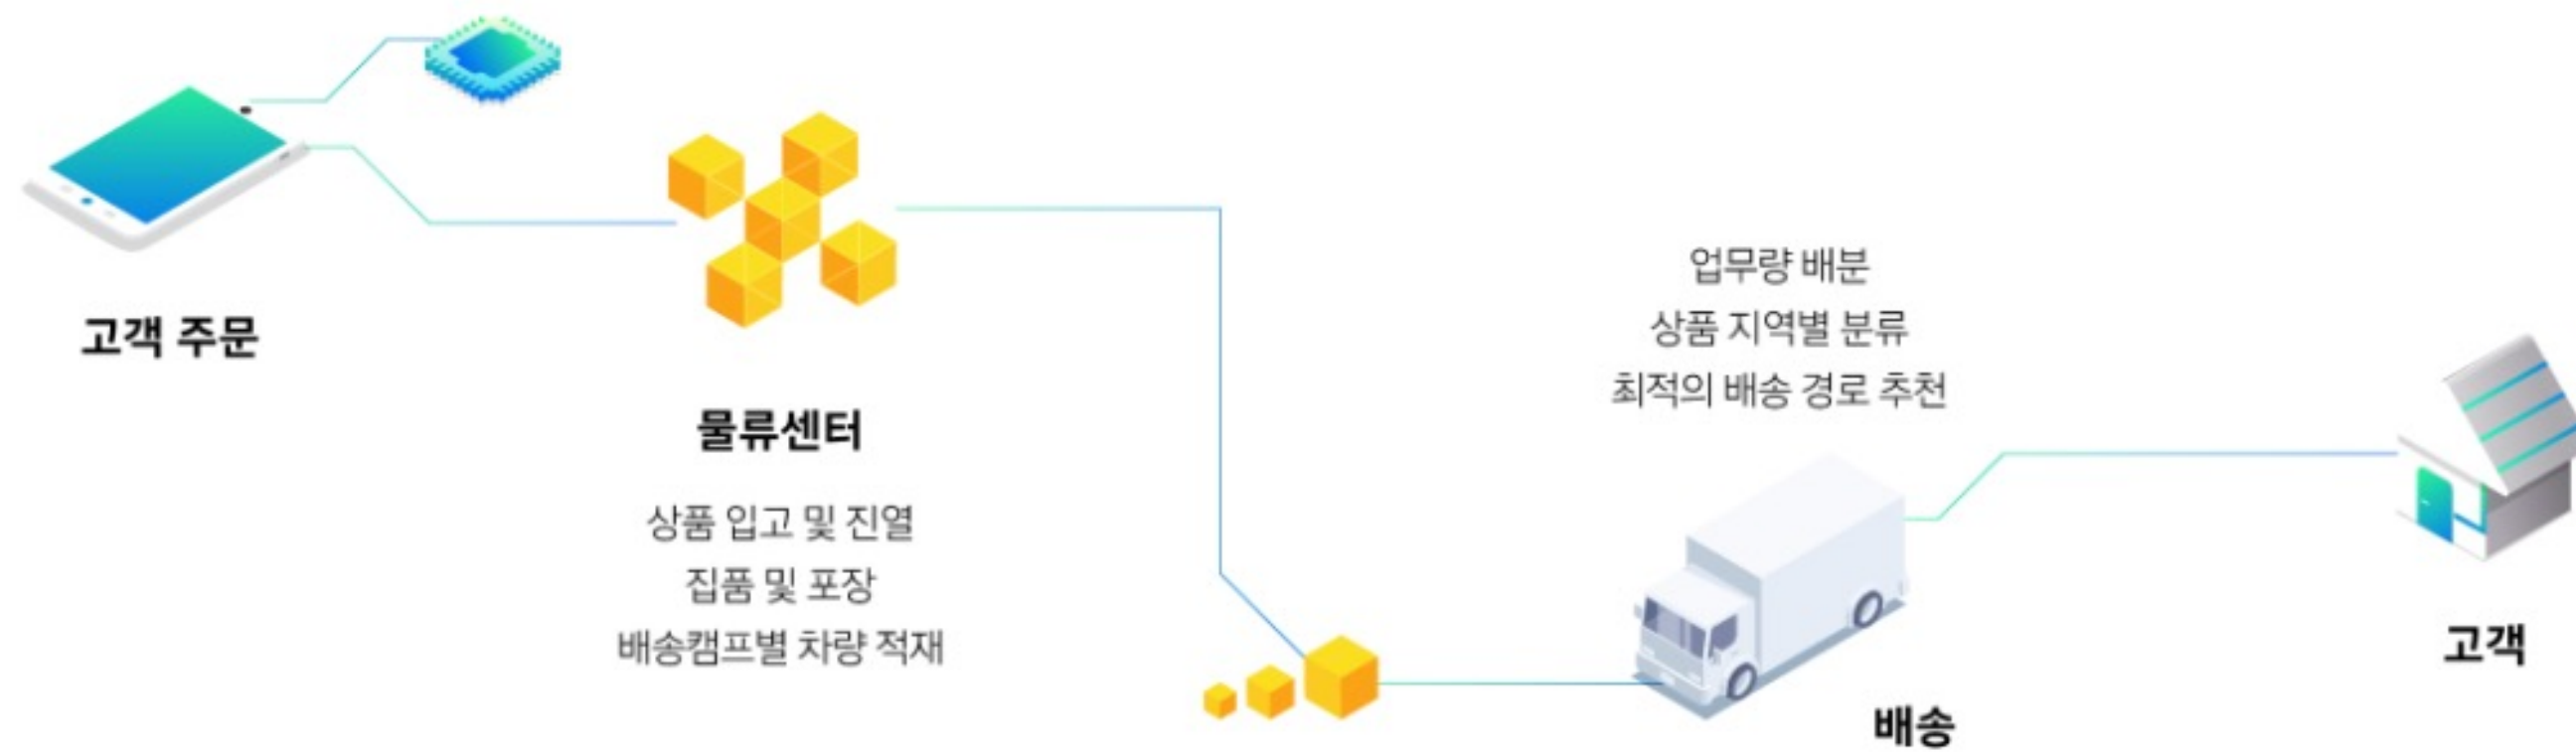 고객 주문
물류센터
상품 입고 및 진열
집품 및 포장
배송캠프별 차량 적재
업무량 배분
상품 지역별 분류
최적의 배송 경로 추천
배송
고객